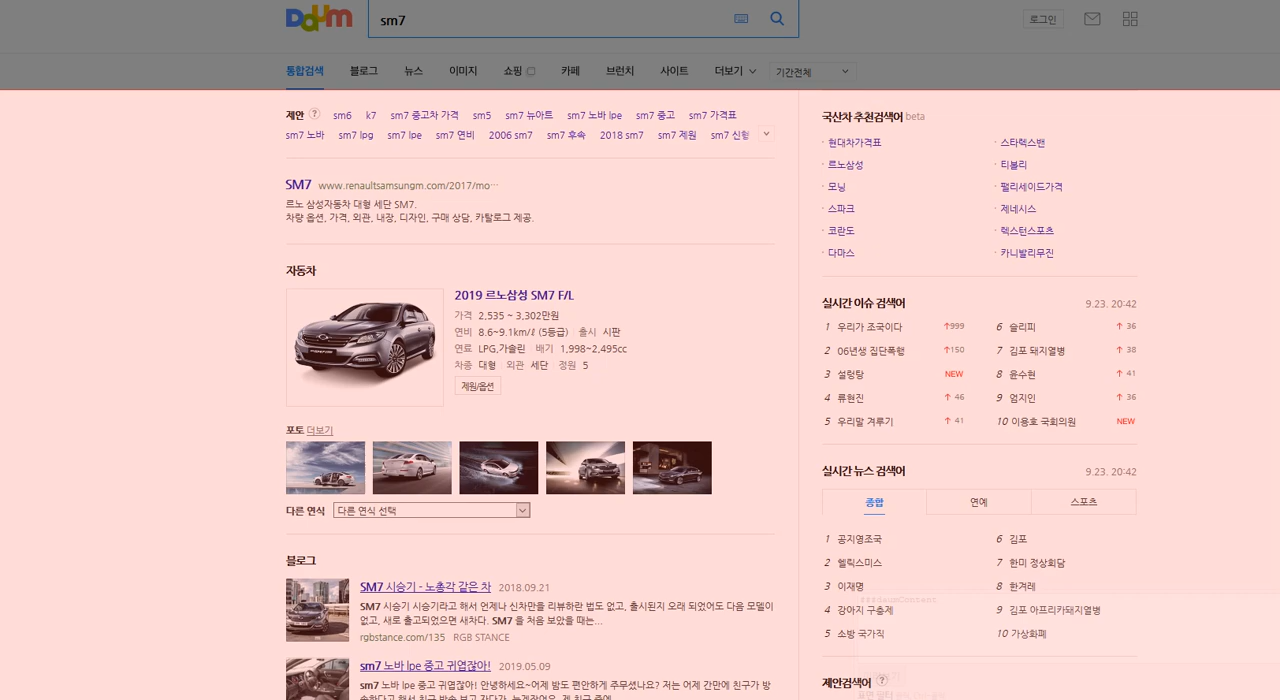 Daum
sm7
로그인
통합검색 블로그 뉴스 이미지 쇼핑 카페 브런치 사이트 더보기 기간전체
제안 ? sm6 k7 sm7 중고차 가격 sm5 sm7 뉴아트 sm7 노바 lpe sm7 중고 sm7 가격표
sm7 노바 sm7 lpg sm7 lpe sm7 연비 2006 sm7 sm7 후속 2018 sm7 sm7 제원 sm7 신형
SM7 www.renaultsamsungm.com/2017/mo…
르노 삼성자동차 대형 세단 SM7.
차량 옵션, 가격, 외관, 내장, 디자인, 구매 상담, 카탈로그 제공.
자동차
2019 르노삼성 SM7 F/L
가격 2,535 ~ 3,302만원
연비 8.6~9.1km/ℓ (5등급) 출시 시판
연료 LPG,가솔린 배기 1,998~2,495cc
차종 대형 외관 세단 정원 5
제원/옵션
포토 더보기
다른 연식 다른 연식 선택
블로그
SM7 시승기 - 노총각 같은 차 2018.09.21
SM7 시승기 시승기라고 해서 언제나 신차만을 리뷰하란 법도 없고, 출시된지 오래 되었어도 다음 모델이
없고, 새로 출고되었으면 새차다. SM7 을 처음 보았을 때는...
rgbstance.com/135 RGB STANCE
sm7 노바 lpe 중고 귀엽잖아! 2019.05.09
sm7 노바 lpe 중고 귀엽잖아! 안녕하세요~어제 밤도 편안하게 주무셨나요? 저는 어제 간만에 친구가 방
국산차 추천검색어 beta
· 현대차가격표 · 스타렉스밴
· 르노삼성 · 티볼리
· 모닝 · 팰리세이드가격
· 스파크 · 제네시스
· 코란도 · 렉스턴스포츠
· 다마스 · 카니발리무진
실시간 이슈 검색어 9.23. 20:42
1 우리가 조국이다 ↑999 6 슬리피 ↑ 36
2 06년생 집단폭행 ↑150 7 김포 돼지열병 ↑ 38
3 설렁탕 NEW 8 윤수현 ↑ 41
4 류현진 ↑ 46 9 엄지인 ↑ 36
5 우리말 겨루기 ↑ 41 10 이용호 국회의원 NEW
실시간 뉴스 검색어 9.23. 20:42
종합 연예 스포츠
1 공지영조국 6 김포
2 헬릭스미스 7 한미 정상회담
3 이재명 8 한겨레
4 강아지 구충제 9 김포 아프리카돼지열병
5 소방 국가직 10 가상화폐
제안검색어 ?